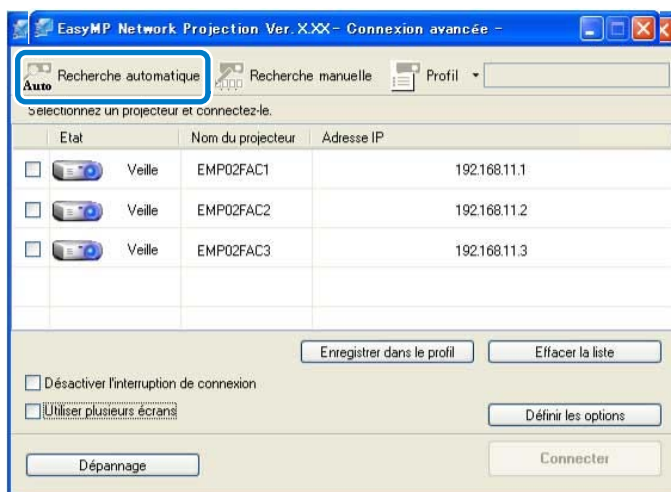 EasyMP Network Projection Ver. X.XX - Connexion avancée -
Auto Recherche automatique Recherche manuelle Profil
Sélectionnez un projecteur et connectez-le.
Etat Nom du projecteur Adresse IP
Veille EMP02FAC1 192.168.11.1
Veille EMP02FAC2 192.168.11.2
Veille EMP02FAC3 192.168.11.3
Enregistrer dans le profil Effacer la liste
Désactiver l'interruption de connexion
Utiliser plusieurs écrans
Définir les options
Dépannage Connecter